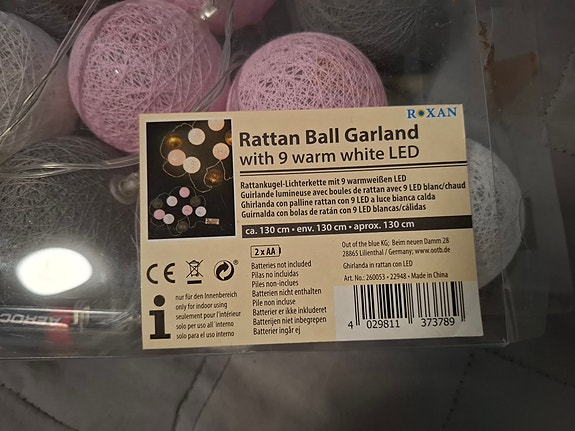 ROXAN
Rattan Ball Garland
with 9 warm white LED
Rattankugel-Lichterkette mit 9 warmweißen LED
Guirlande lumineuse avec boules de rattan avec 9 LED blanc/chaud
Ghirlanda con palline rattan con 9 LED a luce bianca calda
Guirnalda con bolas de ratán con 9 LED blancas/cálidas
ca. 130 cm • env. 130 cm • aprox. 130 cm
2 x AA
Batteries not included
Pilas no incluidas
Piles non-inclues
Batterien nicht enthalten
Pile non incluse
Batterier er ikke inkluderet
Batterijen niet inbegrepen
Batterier ingår ej
Out of the blue KG; Beim neuen Damm 28
28865 Lilienthal / Germany; www.ootb.de
Ghirlanda in rattan con LED
Art. No.: 260053 • 22948 • Made in China
CE
i
nur für den Innenbereich
only for indoor using
seulement pour l'intérieur
solo per uso all´interno
solo para el uso interno
4 029811 373789